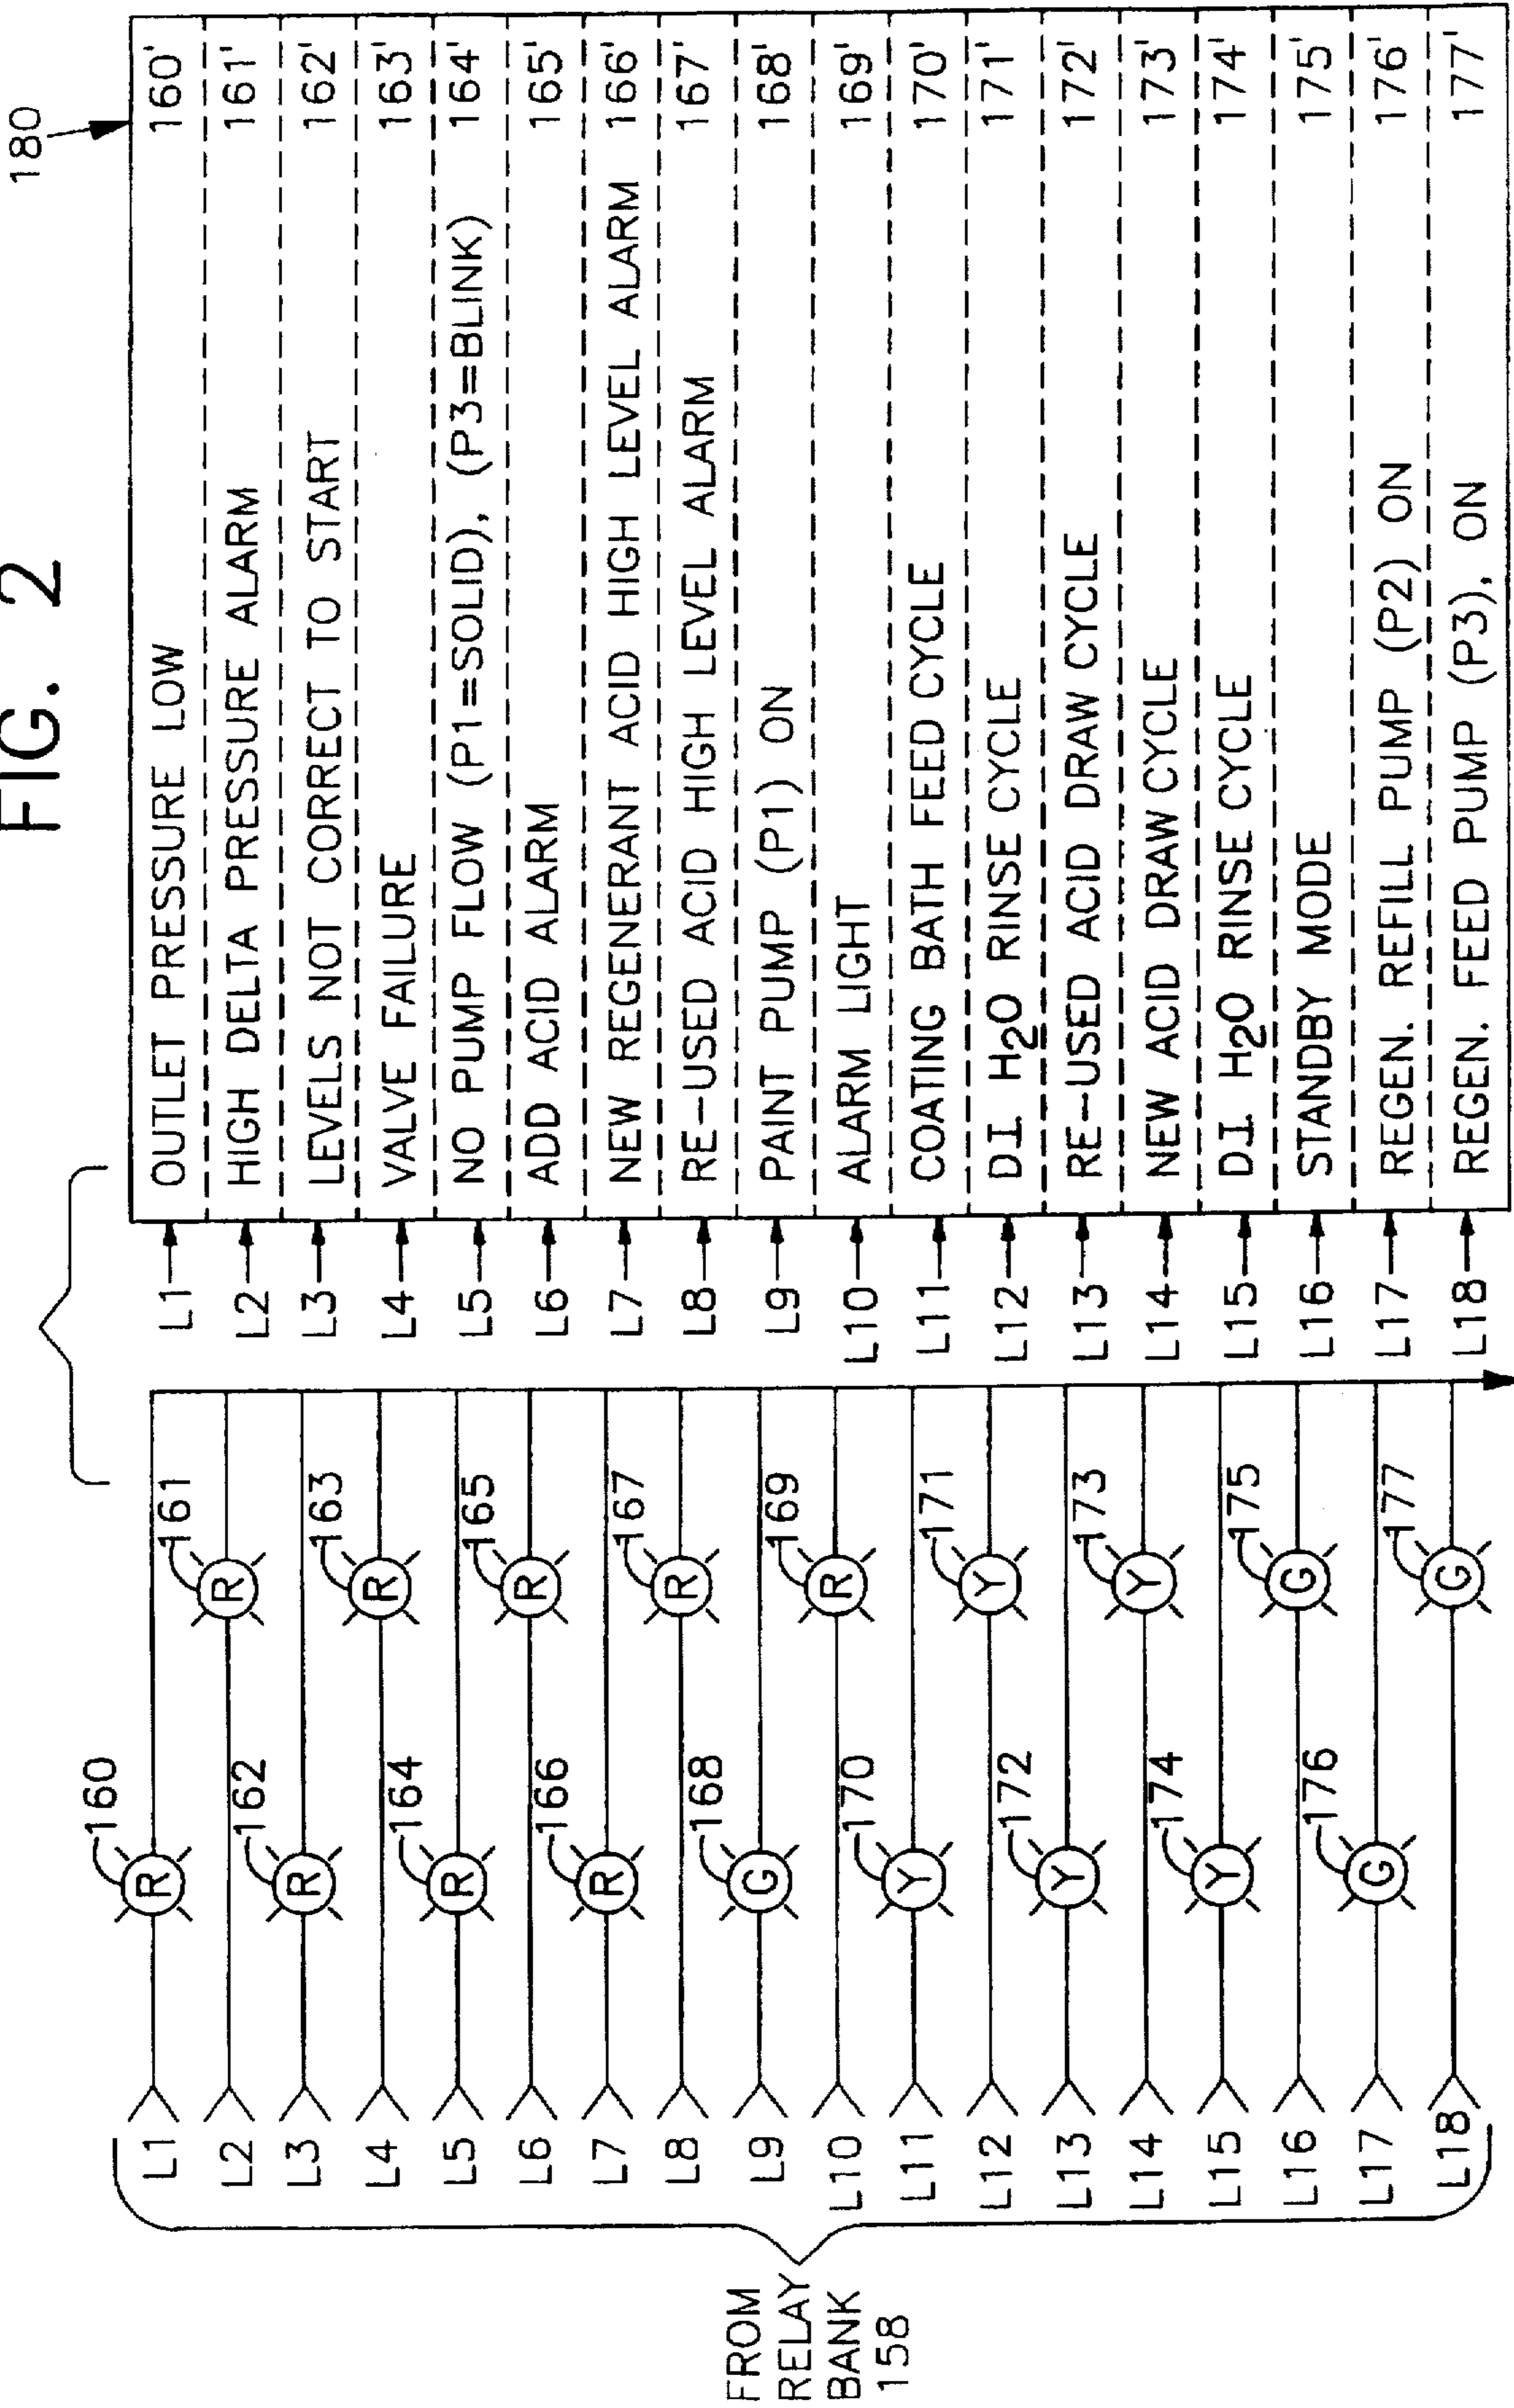 FIG. 2
180
L1 OUTLET PRESSURE LOW 160'
L2 HIGH DELTA PRESSURE ALARM 161'
L3 LEVELS NOT CORRECT TO START 162'
L4 VALVE FAILURE 163'
L5 NO PUMP FLOW (P1=SOLID), (P3=BLINK) 164'
L6 ADD ACID ALARM 165'
L7 NEW REGENERANT ACID HIGH LEVEL ALARM 166'
L8 RE-USED ACID HIGH LEVEL ALARM 167'
L9 PAINT PUMP (P1) ON 168'
L10 ALARM LIGHT 169'
L11 COATING BATH FEED CYCLE 170'
L12 D.I. H2O RINSE CYCLE 171'
L13 RE-USED ACID DRAW CYCLE 172'
L14 NEW ACID DRAW CYCLE 173'
L15 D.I. H2O RINSE CYCLE 174'
L16 STANDBY MODE 175'
L17 REGEN. REFILL PUMP (P2) ON 176'
L18 REGEN. FEED PUMP (P3), ON 177'
FROM
RELAY
BANK
158
L1 R 160
L2 R 161
L3 R 162
L4 R 163
L5 R 164
L6 R 165
L7 R 166
L8 R 167
L9 G 168
L10 R 169
L11 Y 170
L12 Y 171
L13 Y 172
L14 Y 173
L15 Y 174
L16 G 175
L17 G 176
L18 G 177